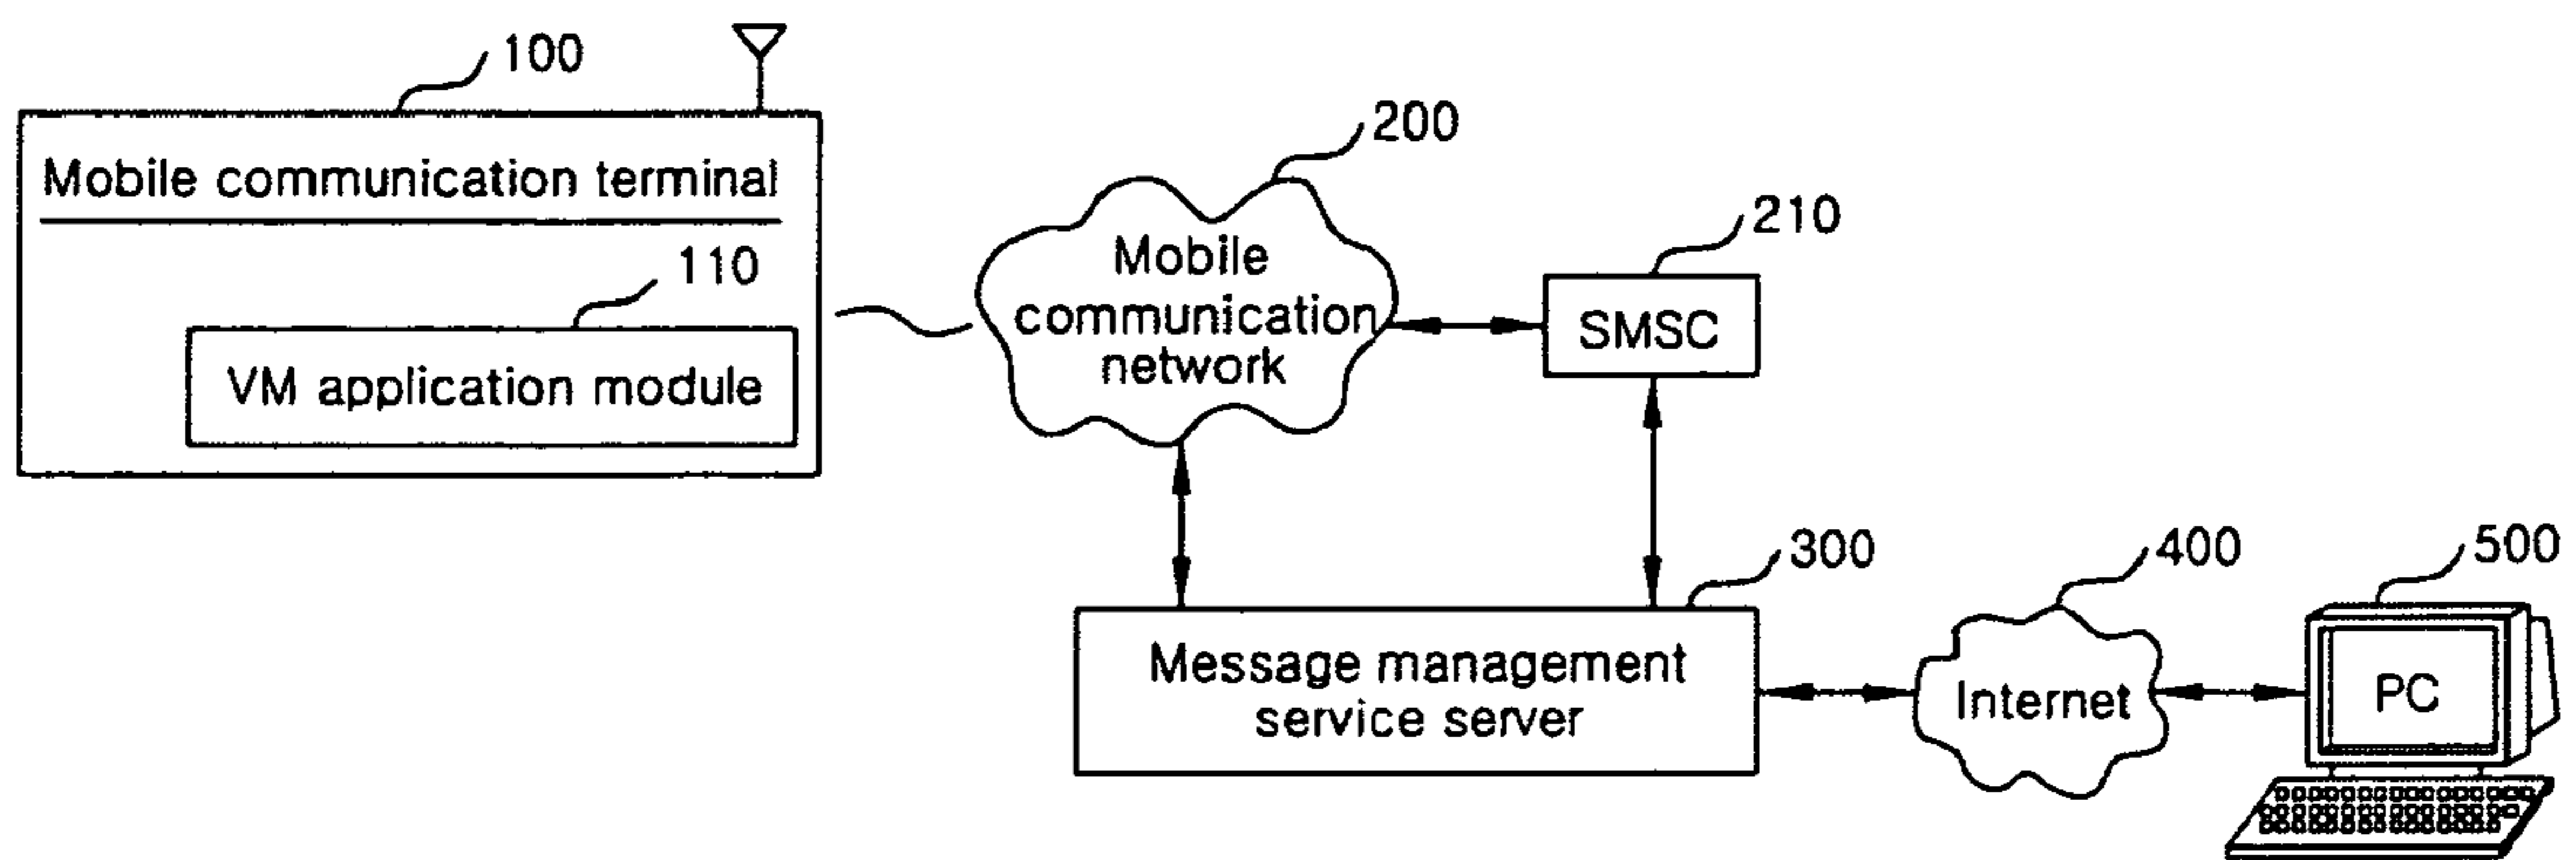 100
Mobile communication terminal
110
VM application module
200
Mobile
communication
network
210
SMSC
300
Message management
service server
400
Internet
500
PC